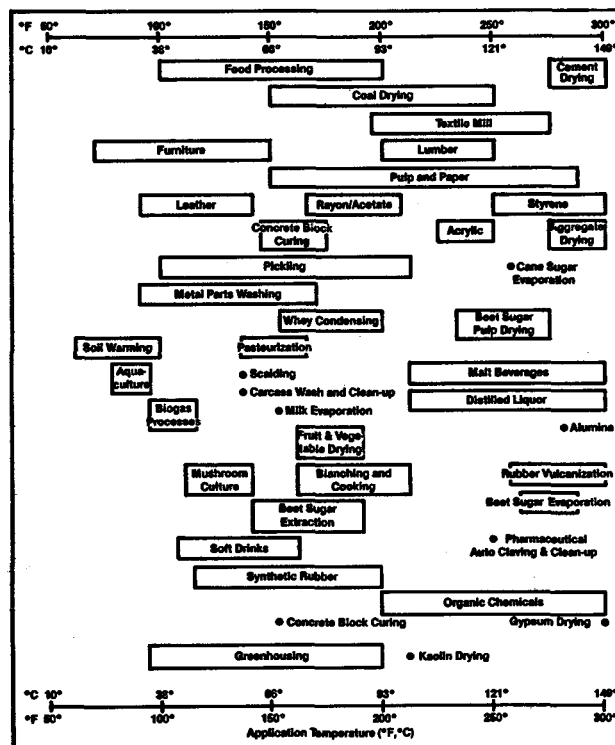 °F 50° 100° 150° 200° 250° 300°
°C 10° 38° 66° 93° 121° 149°
Food Processing
Cement
Drying
Coal Drying
Textile Mill
Furniture
Lumber
Pulp and Paper
Leather
Rayon/Acetate
Styrene
Concrete Block
Curing
Acrylic
Aggregate
Drying
Pickling
Cane Sugar
Evaporation
Metal Parts Washing
Whey Condensing
Beet Sugar
Pulp Drying
Soil Warming
Pasteurization
Aqua-
culture
Scalding
Malt Beverages
Carcass Wash and Clean-up
Distilled Liquor
Biogas
Processes
Milk Evaporation
Alumina
Fruit & Vege-
table Drying
Mushroom
Culture
Blanching and
Cooking
Rubber Vulcanization
Beet Sugar Evaporation
Beet Sugar
Extraction
Soft Drinks
Pharmaceutical
Auto Claving & Clean-up
Synthetic Rubber
Organic Chemicals
Concrete Block Curing
Gypsum Drying
Greenhousing
Kaolin Drying
°C 10° 38° 66° 93° 121° 149°
°F 50° 100° 150° 200° 250° 300°
Application Temperature (°F,°C)